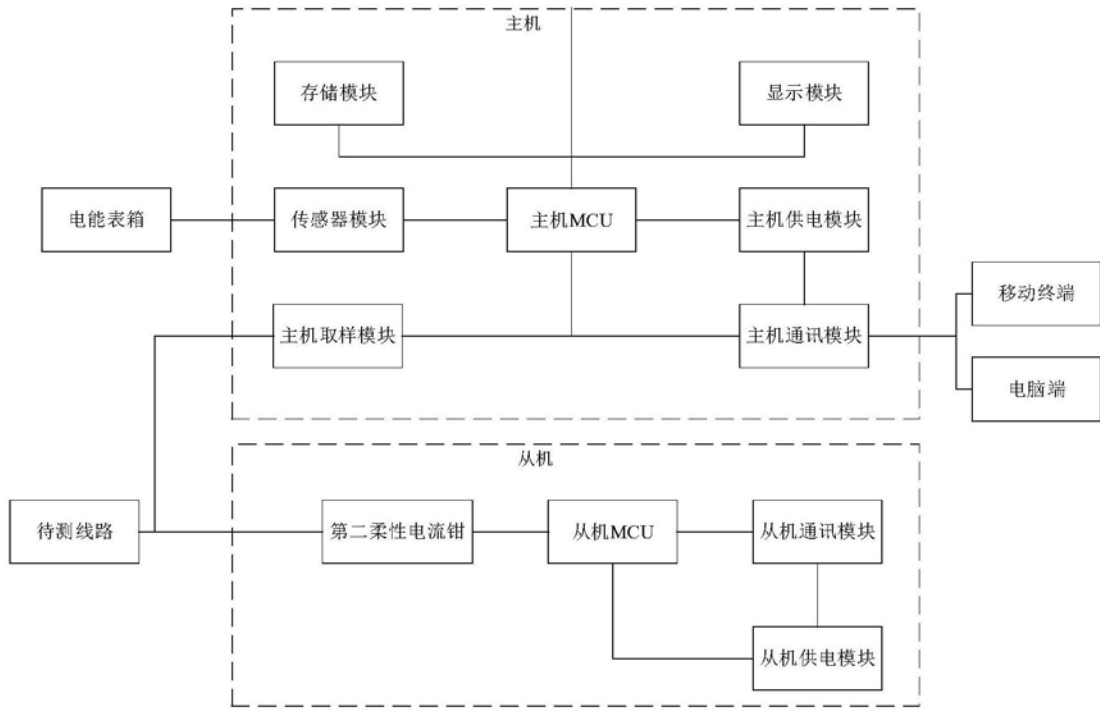 主机
存储模块
显示模块
电能表箱
传感器模块
主机MCU
主机供电模块
移动终端
主机取样模块
主机通讯模块
电脑端
从机
待测线路
第二柔性电流钳
从机MCU
从机通讯模块
从机供电模块